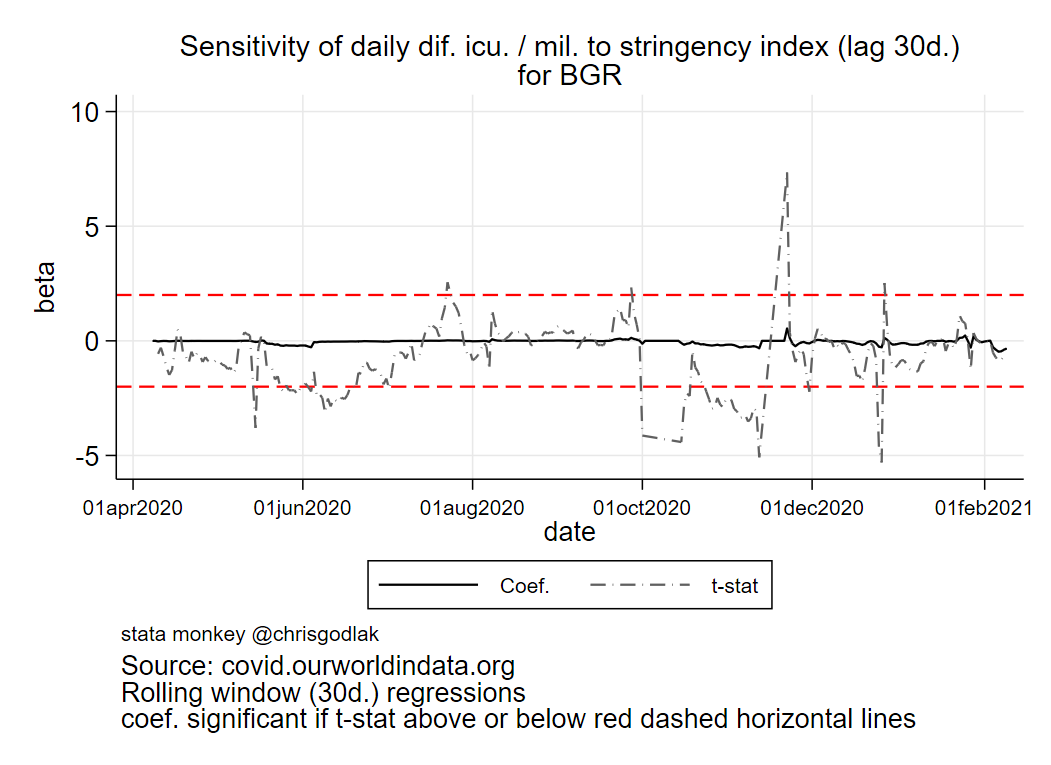 Sensitivity of daily dif. icu. / mil. to stringency index (lag 30d.)
for BGR
10
5
0
-5
beta
01apr2020 01jun2020 01aug2020 01oct2020 01dec2020 01feb2021
date
Coef. t-stat
stata monkey @chrisgodlak
Source: covid.ourworldindata.org
Rolling window (30d.) regressions
coef. significant if t-stat above or below red dashed horizontal lines